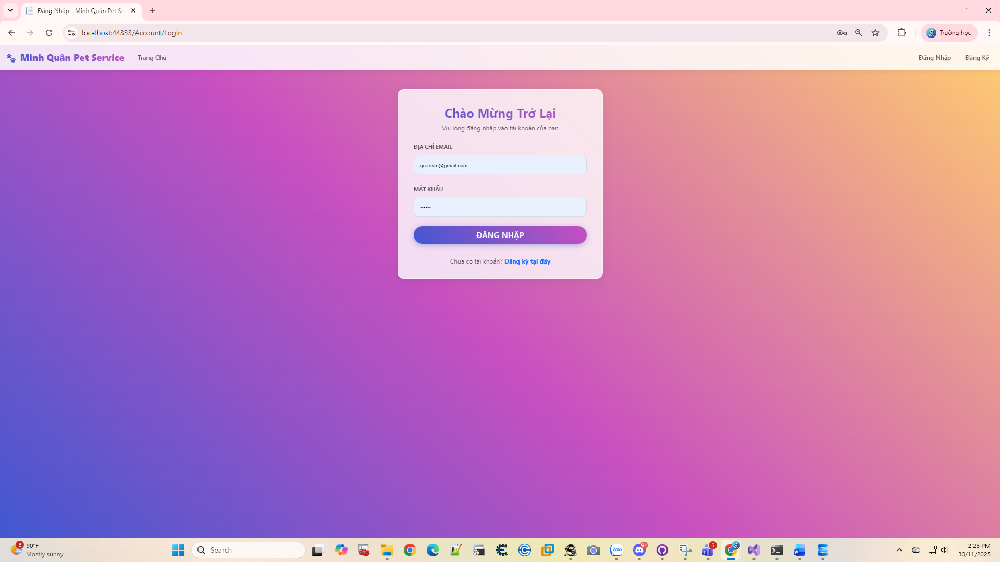 Đăng Nhập - Minh Quân Pet Se
localhost:44333/Account/Login
Trường học
Minh Quân Pet Service
Trang Chủ
Đăng Nhập
Đăng Ký
Chào Mừng Trở Lại
Vui lòng đăng nhập vào tài khoản của bạn
ĐỊA CHỈ EMAIL
quanvm@gmail.com
MẬT KHẨU
••••••
ĐĂNG NHẬP
Chưa có tài khoản? Đăng ký tại đây
3
90°F
Mostly sunny
Search
Zalo
9+
5
2:23 PM
30/11/2025